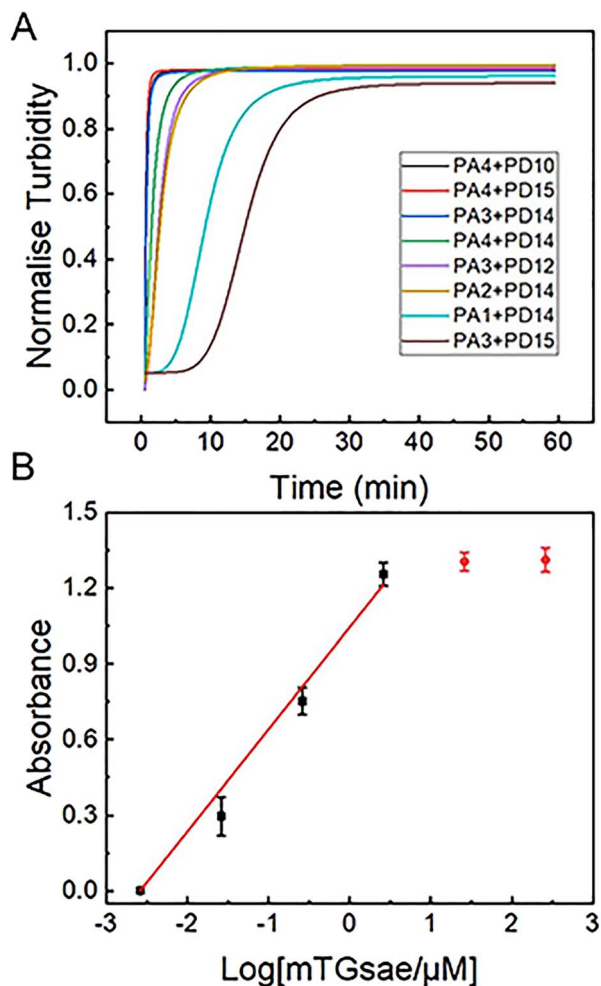 A
Normalise Turbidity
1.0
0.8
0.6
0.4
0.2
0.0
PA4+PD10
PA4+PD15
PA3+PD14
PA4+PD14
PA3+PD12
PA2+PD14
PA1+PD14
PA3+PD15
0 10 20 30 40 50 60
Time (min)
B
Absorbance
1.5
1.2
0.9
0.6
0.3
0.0
-3 -2 -1 0 1 2 3
Log[mTGsae/μM]